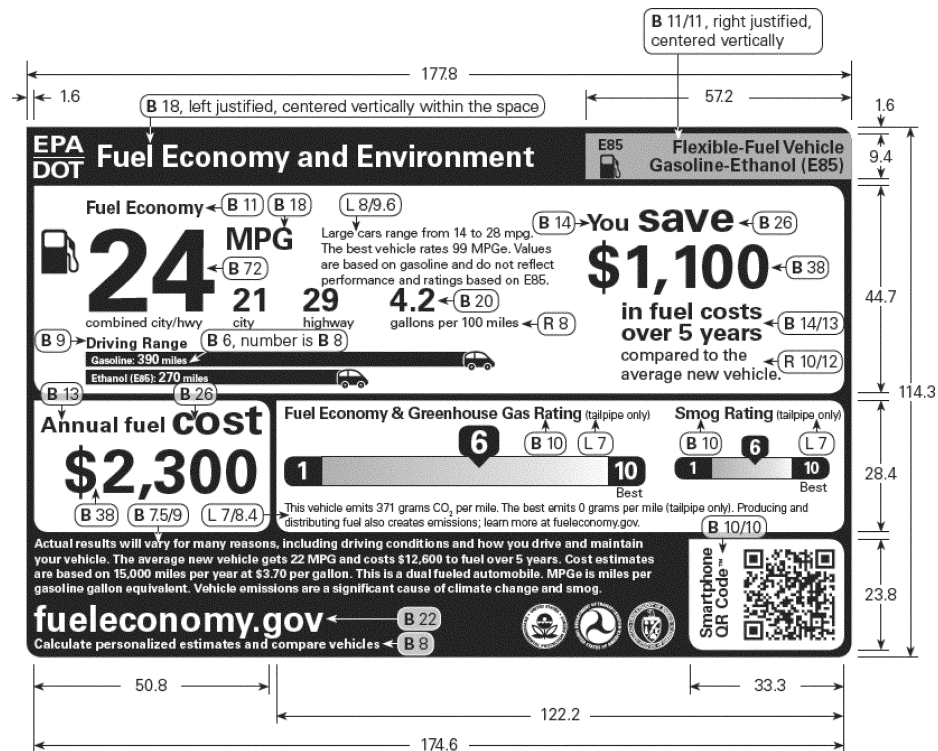 B 11/11, right justified,
centered vertically
177.8
1.6
B 18, left justified, centered vertically within the space
57.2
1.6
EPA
DOT
Fuel Economy and Environment
E85
Flexible-Fuel Vehicle
Gasoline-Ethanol (E85)
9.4
Fuel Economy
B 11
B 18
L 8/9.6
24
MPG
B 72
Large cars range from 14 to 28 mpg.
The best vehicle rates 99 MPGe. Values
are based on gasoline and do not reflect
performance and ratings based on E85.
B 14
You save
B 26
$1,100
B 38
44.7
combined city/hwy
21
city
29
highway
4.2
B 20
gallons per 100 miles
R 8
in fuel costs
over 5 years
B 14/13
compared to the
average new vehicle.
R 10/12
B 9
Driving Range
B 6, number is B 8
Gasoline: 390 miles
Ethanol (E85): 270 miles
114.3
B 13
B 26
Annual fuel cost
$2,300
B 38
B 7.5/9
L 7/8.4
Fuel Economy & Greenhouse Gas Rating (tailpipe only)
B 10
L 7
1
6
10
Best
Smog Rating (tailpipe only)
B 10
L 7
1
6
10
Best
28.4
This vehicle emits 371 grams CO2 per mile. The best emits 0 grams per mile (tailpipe only). Producing and
distributing fuel also creates emissions; learn more at fueleconomy.gov.
B 10/10
Actual results will vary for many reasons, including driving conditions and how you drive and maintain
your vehicle. The average new vehicle gets 22 MPG and costs $12,600 to fuel over 5 years. Cost estimates
are based on 15,000 miles per year at $3.70 per gallon. This is a dual fueled automobile. MPGe is miles per
gasoline gallon equivalent. Vehicle emissions are a significant cause of climate change and smog.
fueleconomy.gov
B 22
Calculate personalized estimates and compare vehicles
B 8
Smartphone
QR Code™
23.8
50.8
33.3
122.2
174.6